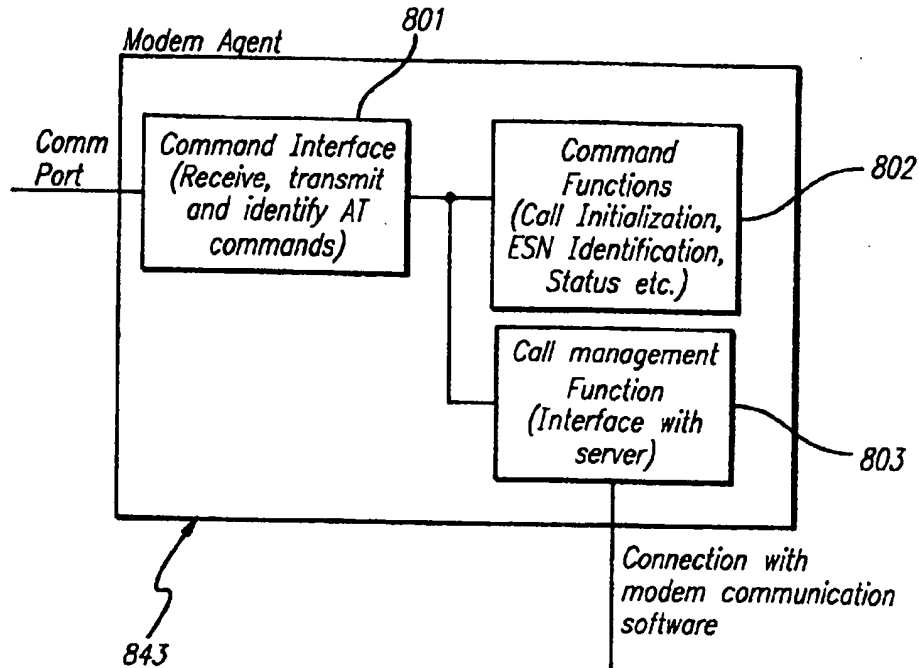 801
Modem Agent
Comm
Port
Command Interface
(Receive, transmit
and identify AT
commands)
Command
Functions
(Call Initialization,
ESN Identification,
Status etc.)
802
Call management
Function
(Interface with
server)
803
Connection with
modem communication
software
843